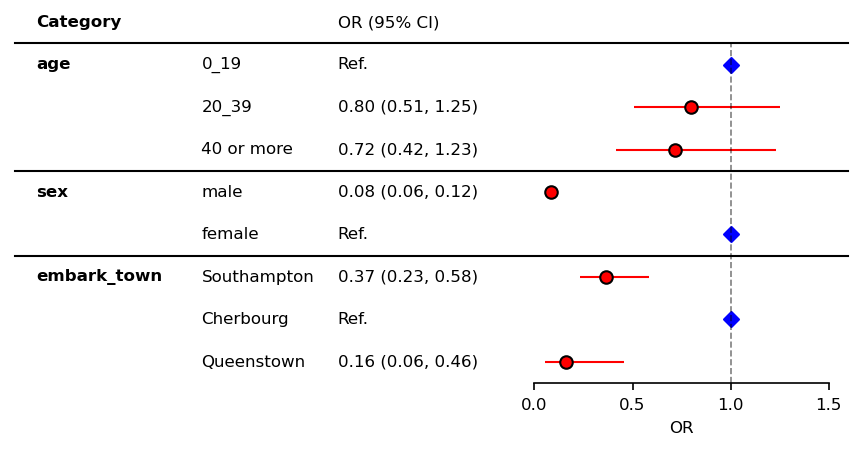 Category OR (95% CI)
age 0_19 Ref.
20_39 0.80 (0.51, 1.25)
40 or more 0.72 (0.42, 1.23)
sex male 0.08 (0.06, 0.12)
female Ref.
embark_town Southampton 0.37 (0.23, 0.58)
Cherbourg Ref.
Queenstown 0.16 (0.06, 0.46)
0.0 0.5 1.0 1.5
OR